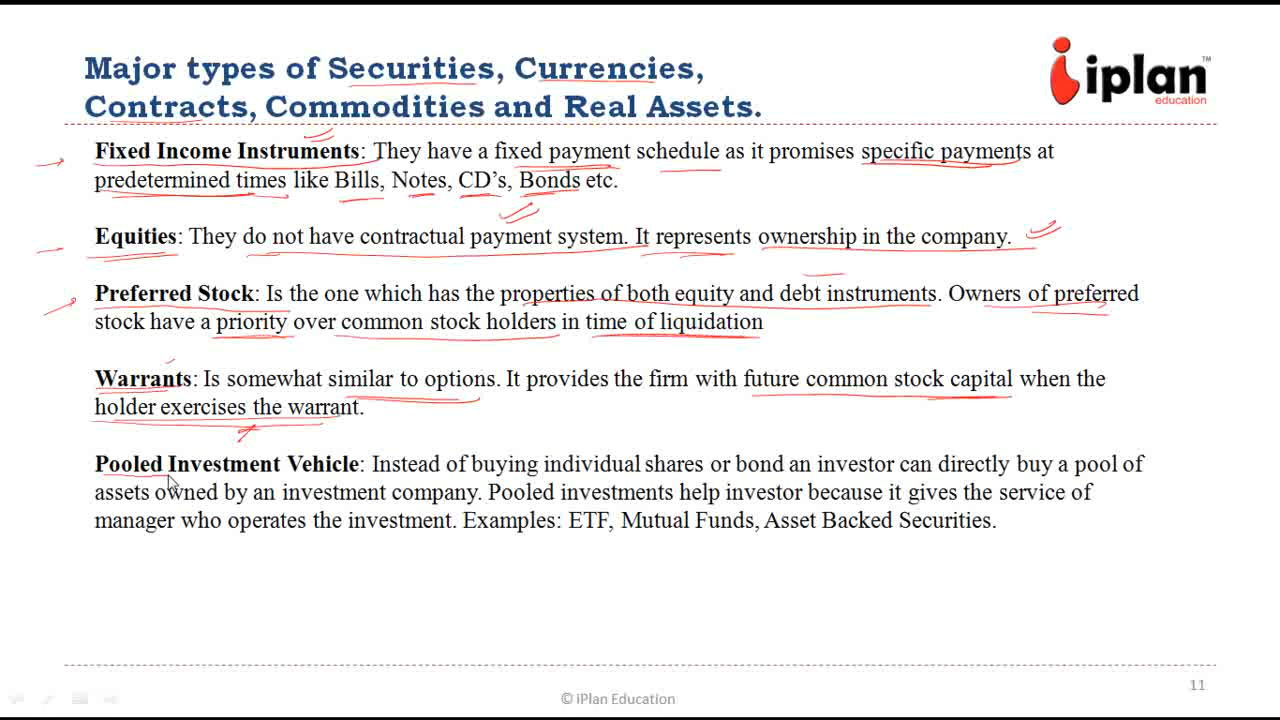 Major types of Securities, Currencies,
Contracts, Commodities and Real Assets.
iplan™
education
Fixed Income Instruments: They have a fixed payment schedule as it promises specific payments at
predetermined times like Bills, Notes, CD's, Bonds etc.
Equities: They do not have contractual payment system. It represents ownership in the company.
Preferred Stock: Is the one which has the properties of both equity and debt instruments. Owners of preferred
stock have a priority over common stock holders in time of liquidation
Warrants: Is somewhat similar to options. It provides the firm with future common stock capital when the
holder exercises the warrant.
Pooled Investment Vehicle: Instead of buying individual shares or bond an investor can directly buy a pool of
assets owned by an investment company. Pooled investments help investor because it gives the service of
manager who operates the investment. Examples: ETF, Mutual Funds, Asset Backed Securities.
© iPlan Education
11